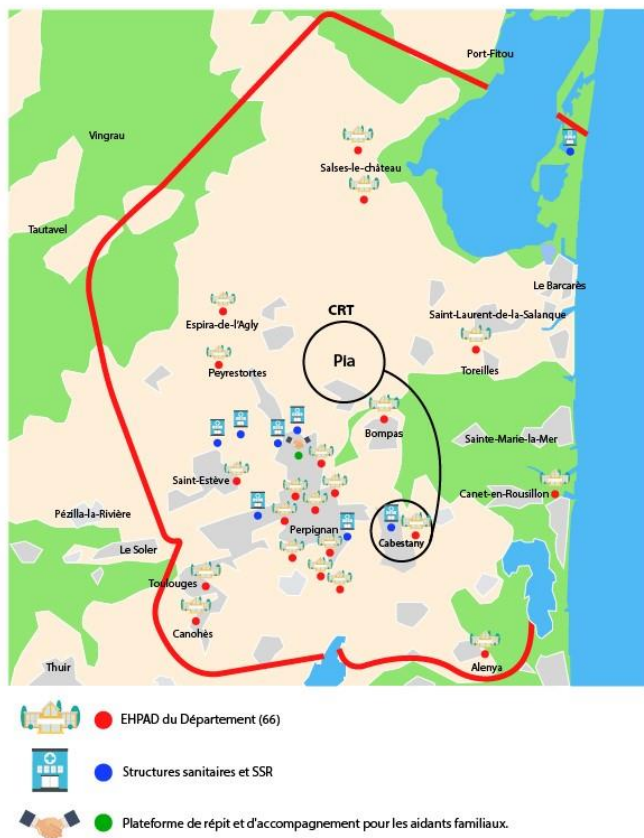 Port-Fitou
Vingrau
Salses-le-château
Tautavel
Le Barcarès
CRT
Saint-Laurent-de-la-Salanque
Espira-de-l'Agly
Pia
Toreilles
Peyrestortes
Bompas
Sainte-Marie-la-Mer
Saint-Estève
Canet-en-Rousillon
Pézilla-la-Rivière
Perpignan
Cabestany
Le Soler
Toulouges
Canohès
Thuir
Alenya
EHPAD du Département (66)
Structures sanitaires et SSR
Plateforme de répit et d'accompagnement pour les aidants familiaux.